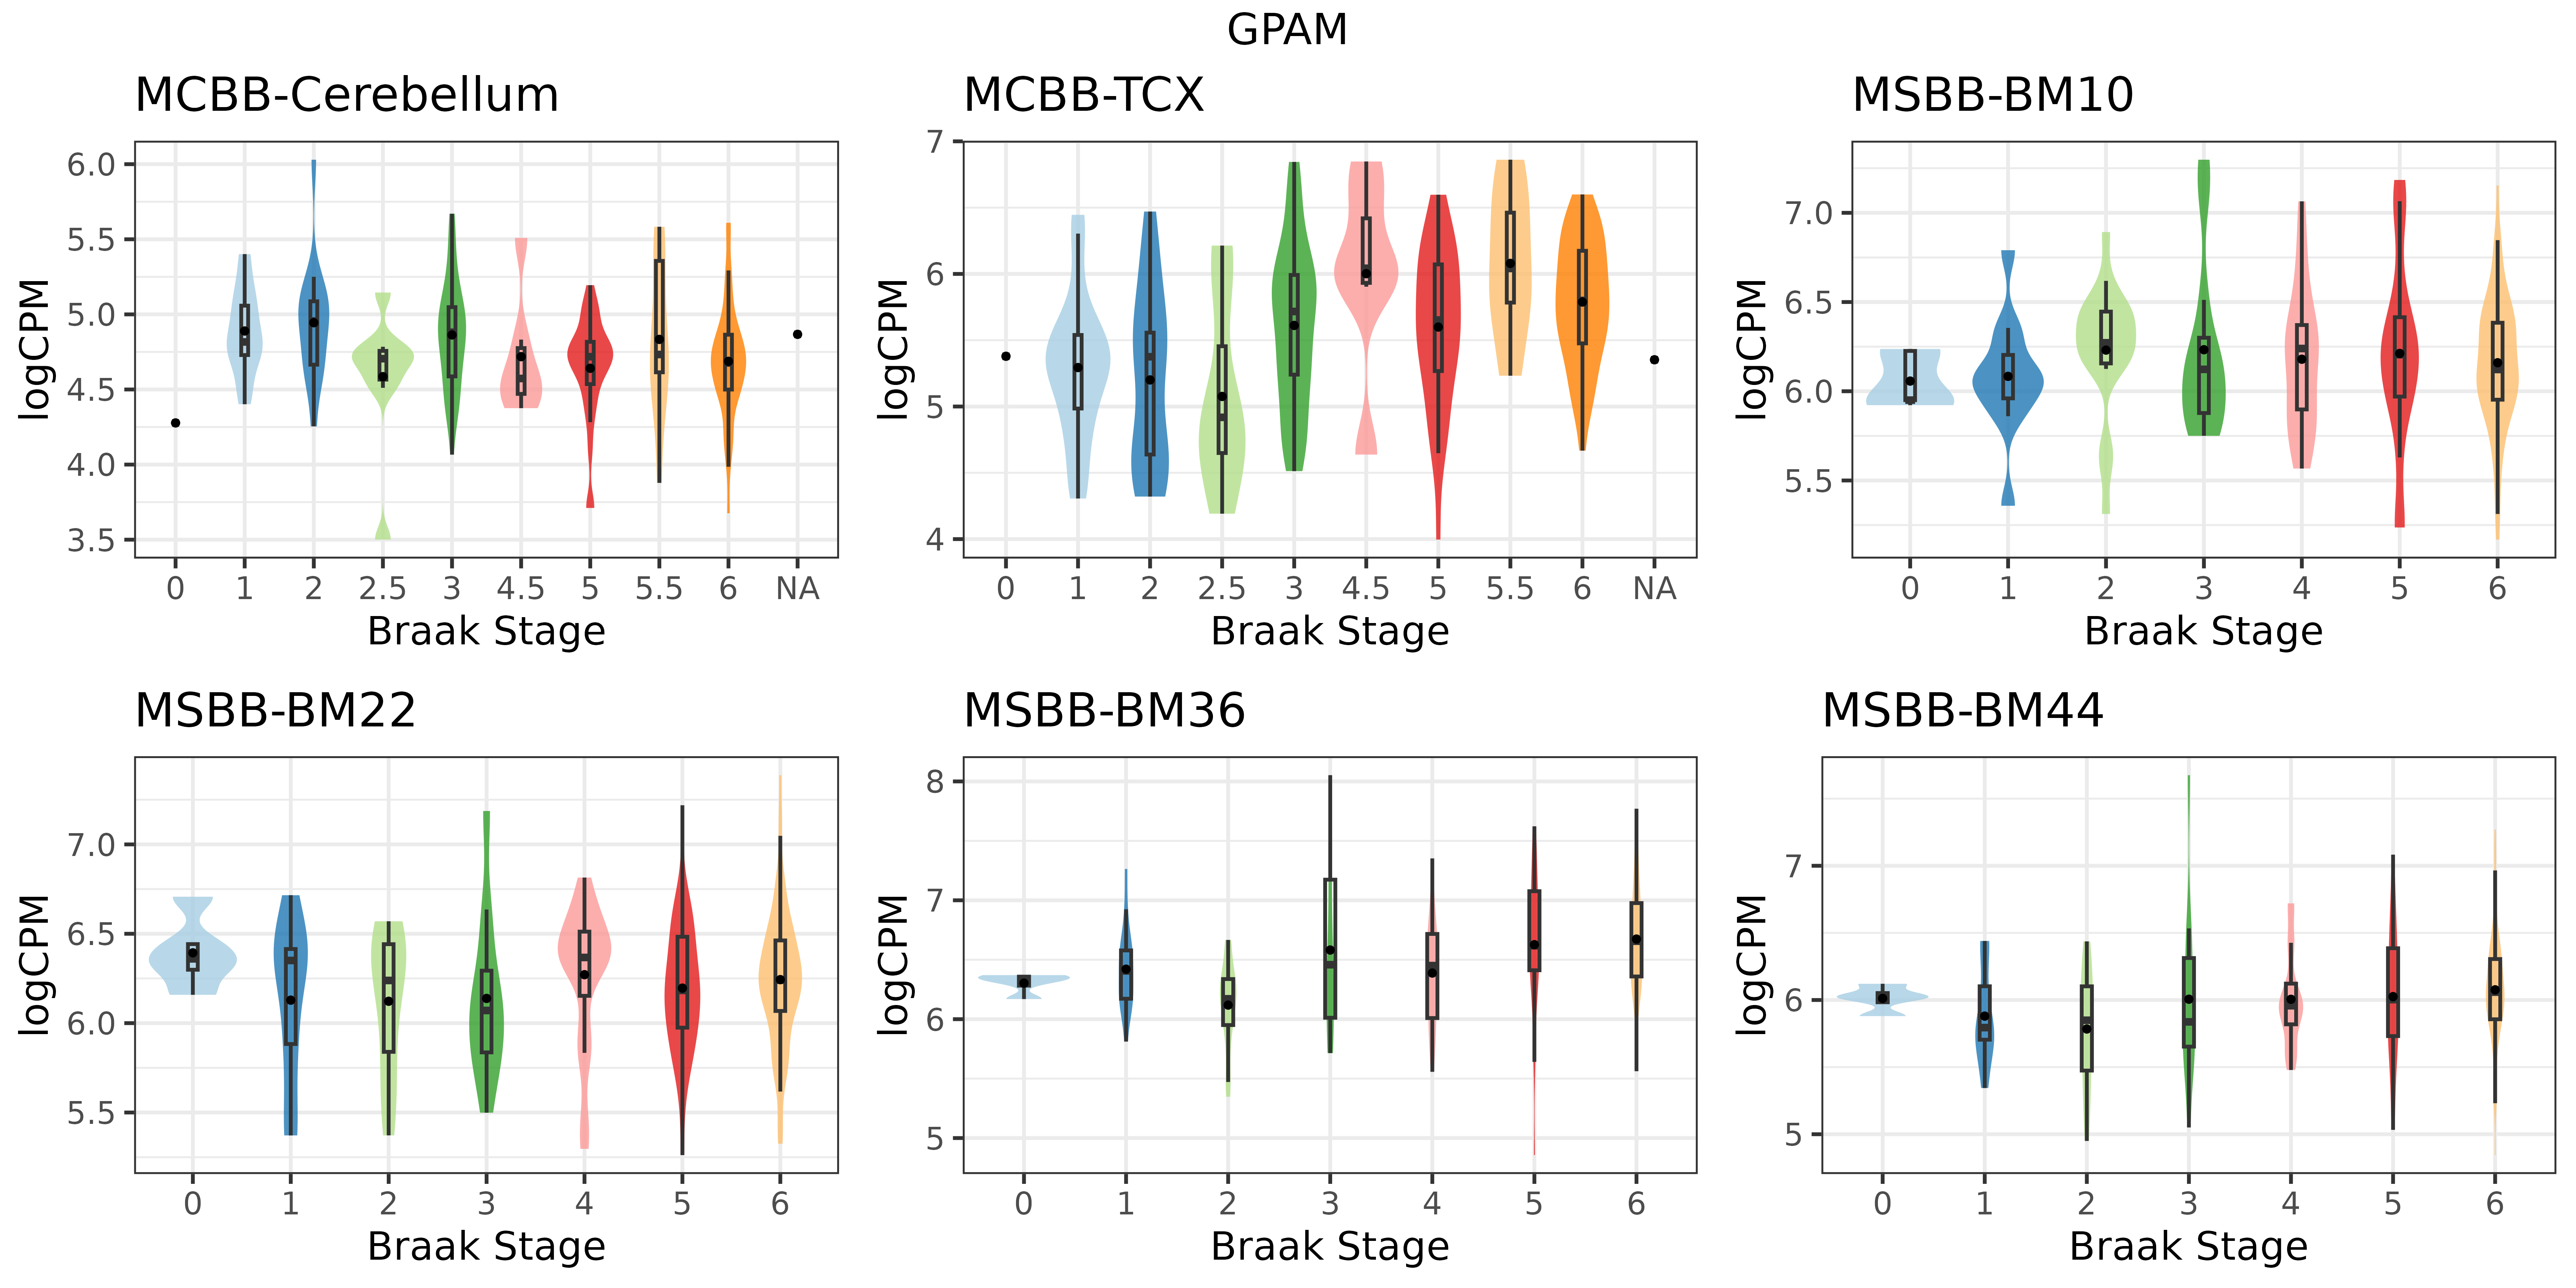 GPAM
MCBB-Cerebellum
MCBB-TCX
MSBB-BM10
logCPM
6.0
5.5
5.0
4.5
4.0
3.5
0 1 2 2.5 3 4.5 5 5.5 6 NA
Braak Stage
logCPM
7
6
5
4
0 1 2 2.5 3 4.5 5 5.5 6 NA
Braak Stage
logCPM
7.0
6.5
6.0
5.5
0 1 2 3 4 5 6
Braak Stage
MSBB-BM22
MSBB-BM36
MSBB-BM44
logCPM
7.0
6.5
6.0
5.5
0 1 2 3 4 5 6
Braak Stage
logCPM
8
7
6
5
0 1 2 3 4 5 6
Braak Stage
logCPM
7
6
5
0 1 2 3 4 5 6
Braak Stage